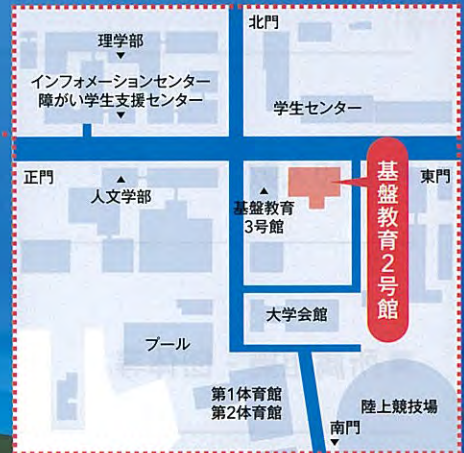 北門
理学部
インフォメーションセンター
障がい学生支援センター
学生センター
正門
人文学部
基盤教育
3号館
基盤教育2号館
東門
大学会館
プール
第1体育館
第2体育館
陸上競技場
南門